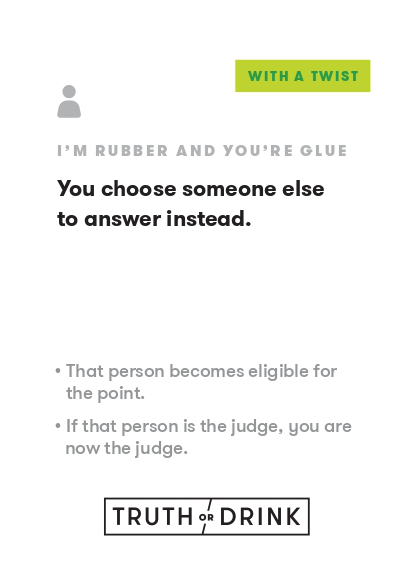 WITH A TWIST
I'M RUBBER AND YOU'RE GLUE
You choose someone else
to answer instead.
• That person becomes eligible for
the point.
• If that person is the judge, you are
now the judge.
TRUTH OR DRINK